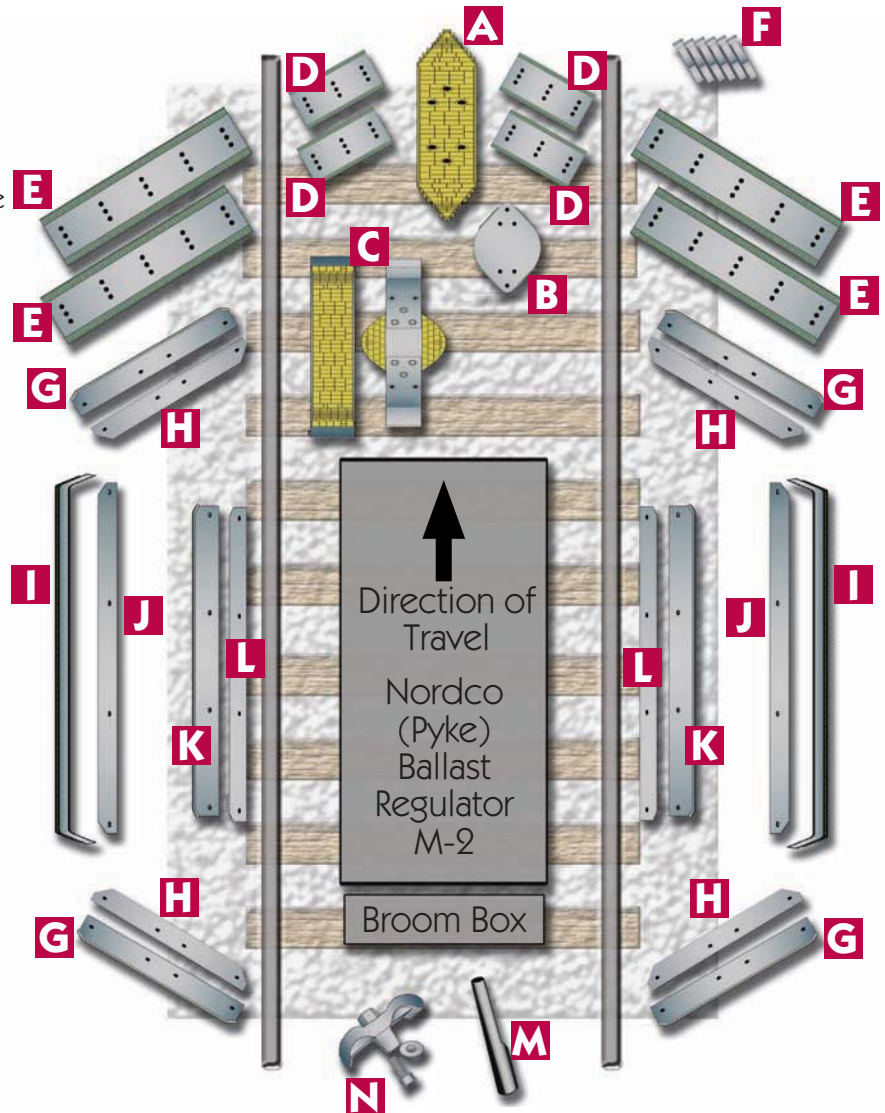 A
F
D
D
E
e
D
D
E
C
B
E
E
G
G
H
H
I
J
L
K
Direction of
Travel
Nordco
(Pyke)
Ballast
Regulator
M-2
L
K
J
I
H
H
G
Broom Box
G
M
N